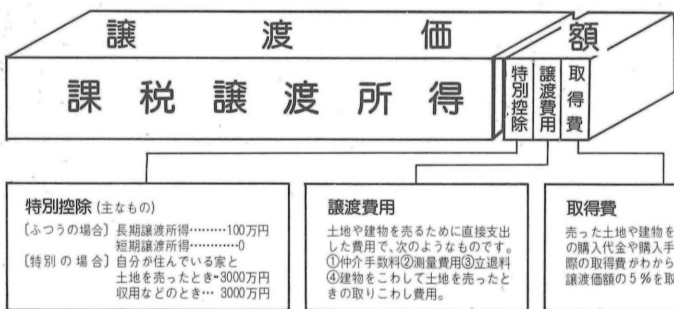 譲渡価額
課税譲渡所得
特別控除
譲渡費用
取得費
特別控除(主なもの)
〔ふつうの場合〕長期譲渡所得………100万円
短期譲渡所得…………0
〔特別の場合〕自分が住んでいる家と
土地を売ったとき‐3000万円
収用などのとき… 3000万円
譲渡費用
土地や建物を売るために直接支出
した費用で、次のようなものです。
①仲介手数料②測量費用③立退料
④建物をこわして土地を売ったと
きの取りこわし費用。
取得費
売った土地や建物を
の購入代金や購入手
際の取得費がわから
譲渡価額の5%を取